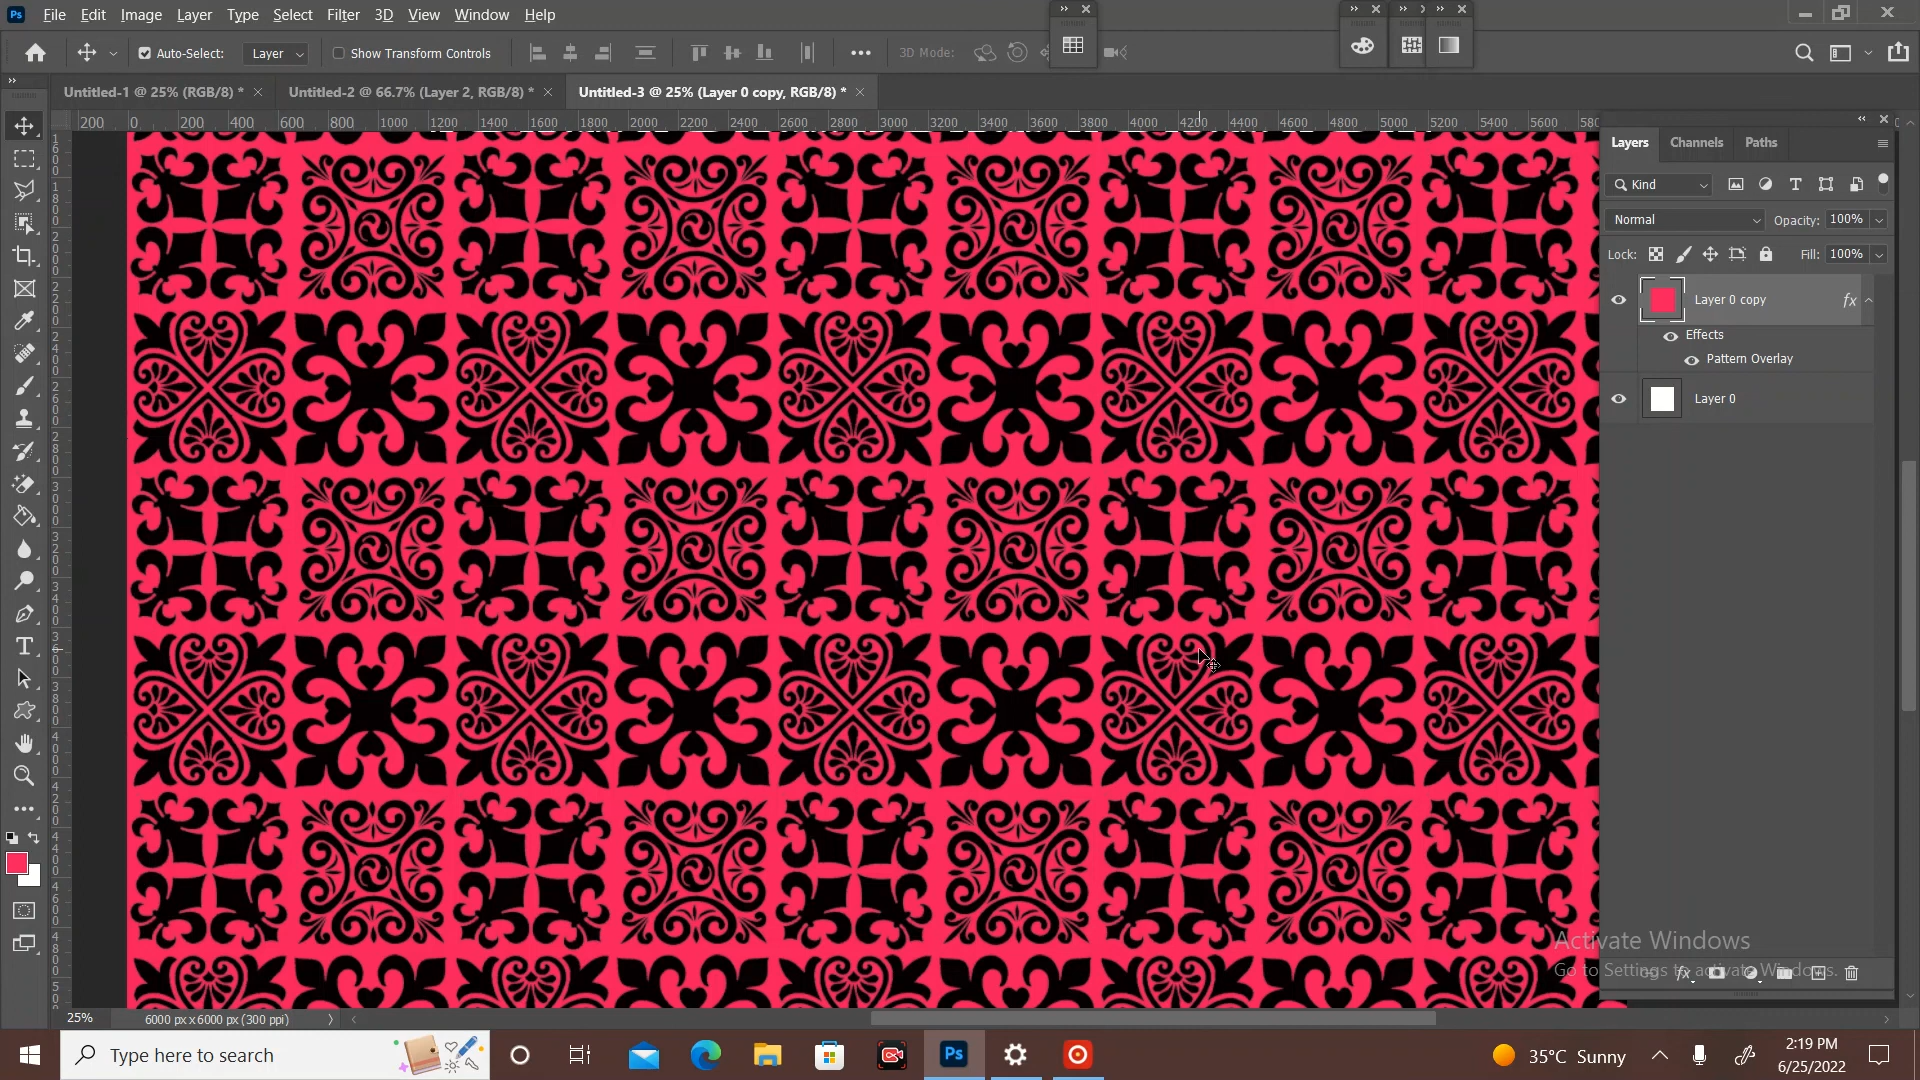 Ps File Edit Image Layer Type Select Filter 3D View Window Help
Auto-Select: Layer Show Transform Controls 3D Mode:
Untitled-1 @ 25% (RGB/8) * Untitled-2 @ 66.7% (Layer 2, RGB/8) * Untitled-3 @ 25% (Layer 0 copy, RGB/8) *
200 0 200 400 600 800 1000 1200 1400 1600 1800 2000 2200 2400 2600 2800 3000 3200 3400 3600 3800 4000 4200 4400 4600 4800 5000 5200 5400 5600
Layers Channels Paths
Kind
Normal Opacity: 100%
Lock: Fill: 100%
Layer 0 copy fx
Effects
Pattern Overlay
Layer 0
Activate Windows
Go to Settings to activate Windows.
25% 6000 px x 6000 px (300 ppi)
Type here to search
Ps
35°C Sunny
2:19 PM
6/25/2022